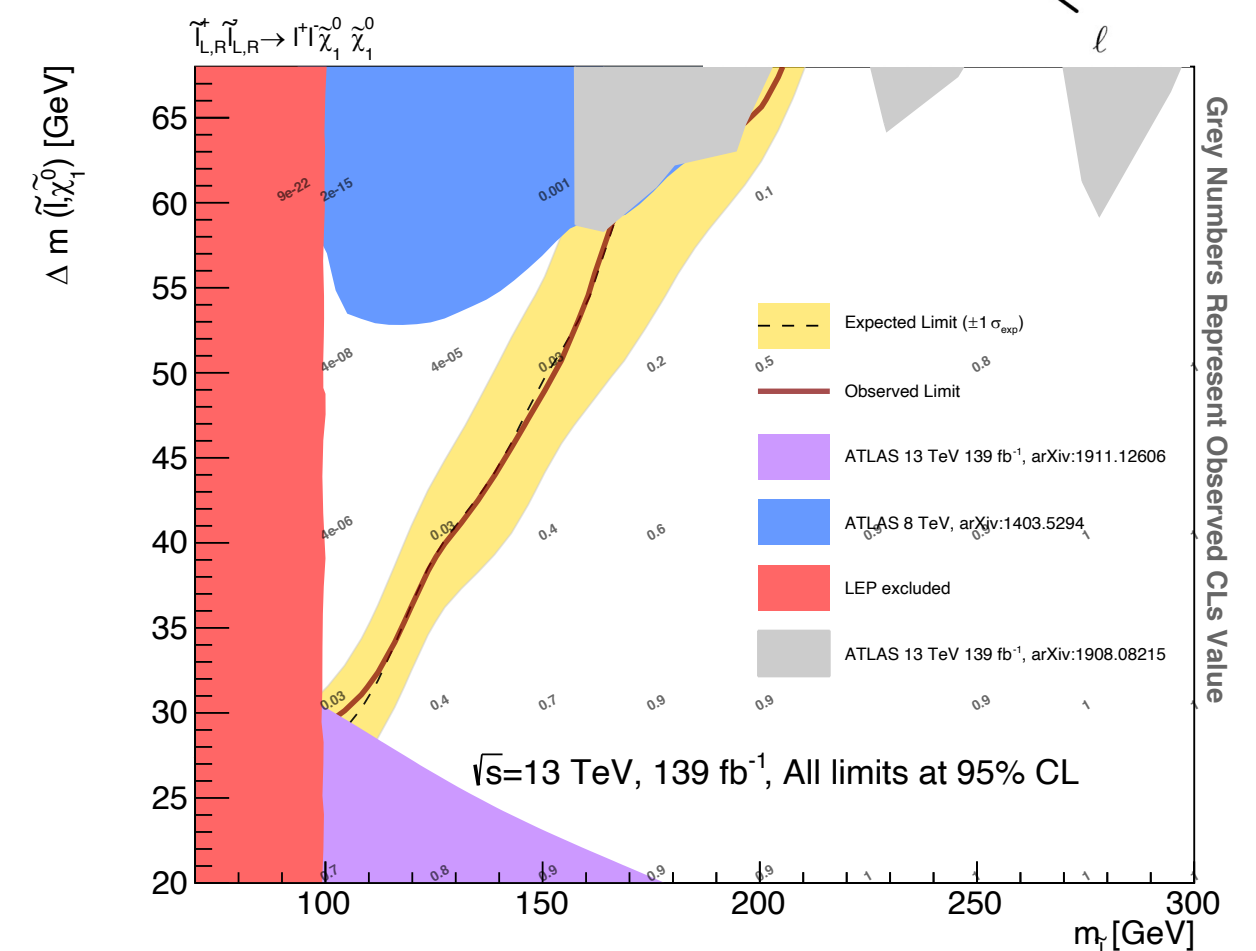 l̃⁺L,R l̃⁻L,R → l⁺l⁻ χ̃⁰₁ χ̃⁰₁
ℓ
Δ m (l̃,χ̃⁰₁) [GeV]
65
60
55
50
45
40
35
30
25
20
9e-22 2e-15 0.001 0.1
4e-08 4e-05 0.03 0.2 0.5 0.8 1
4e-06 0.03 0.4 0.6 0.9 0.9 1 1
0.03 0.4 0.7 0.9 0.9 0.9 1 1
0.7 0.8 0.9 0.9 0.9 1 1 1 1
Expected Limit (±1 σexp)
Observed Limit
ATLAS 13 TeV 139 fb⁻¹, arXiv:1911.12606
ATLAS 8 TeV, arXiv:1403.5294
LEP excluded
ATLAS 13 TeV 139 fb⁻¹, arXiv:1908.08215
√s=13 TeV, 139 fb⁻¹, All limits at 95% CL
100 150 200 250 300
m l̃ [GeV]
Grey Numbers Represent Observed CLs Value